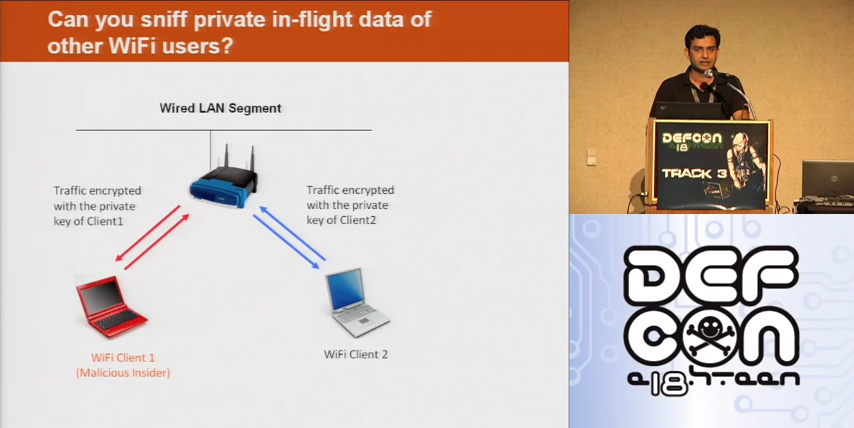 Can you sniff private in-flight data of
other WiFi users?
Wired LAN Segment
Traffic encrypted
with the private
key of Client1
Traffic encrypted
with the private
key of Client2
WiFi Client 1
(Malicious Insider)
WiFi Client 2
DEFCON
18
TRACK 3
DEF
CON
18